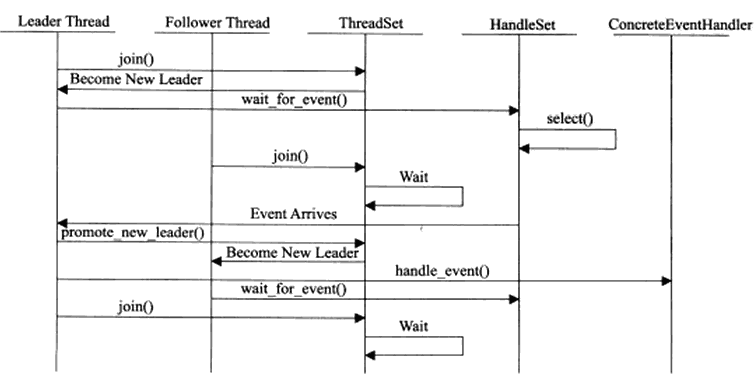 Leader Thread
Follower Thread
ThreadSet
HandleSet
ConcreteEventHandler
join()
Become New Leader
wait_for_event()
select()
join()
Wait
Event Arrives
promote_new_leader()
Become New Leader
handle_event()
wait_for_event()
join()
Wait